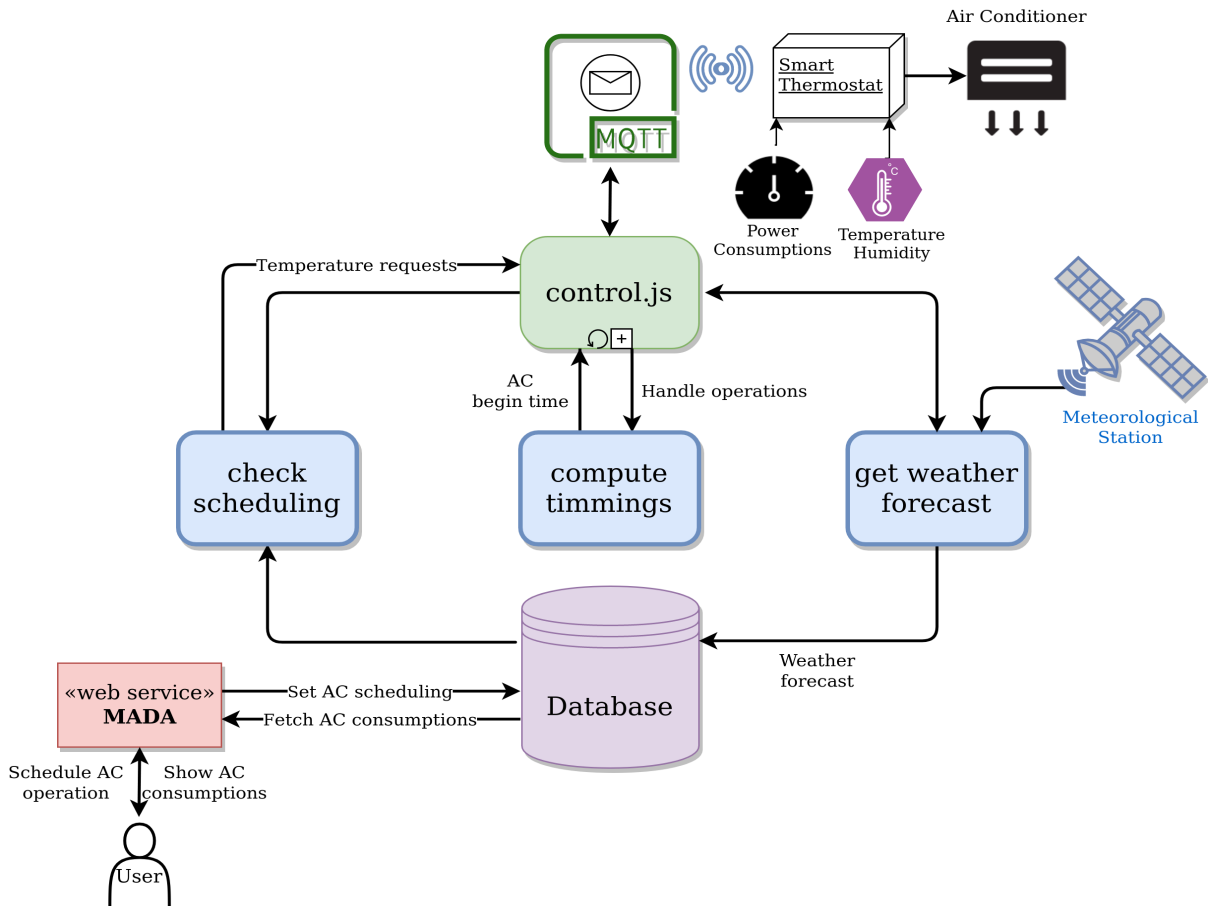 Air Conditioner
Smart
Thermostat
MQTT
°C
Power
Consumptions
Temperature
Humidity
Temperature requests
control.js
+
AC
begin time
Handle operations
Meteorological
Station
check
scheduling
compute
timmings
get weather
forecast
Weather
forecast
«web service»
MADA
Set AC scheduling
Fetch AC consumptions
Database
Schedule AC
operation
Show AC
consumptions
User